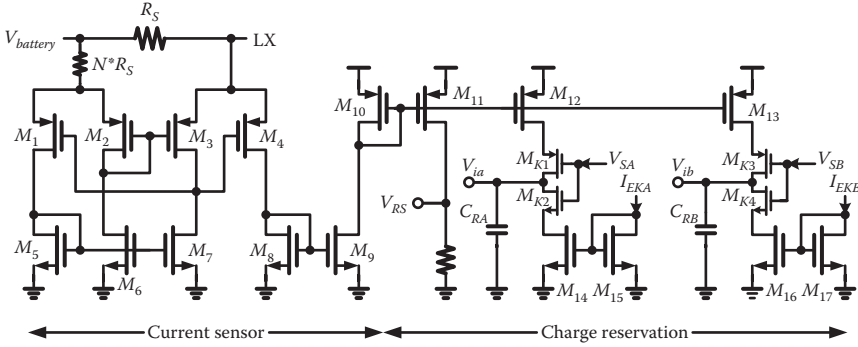 R_S
V_battery
LX
N*R_S
M_1
M_2
M_3
M_4
M_10
M_11
M_12
M_13
M_K1
V_SA
M_K3
V_SB
V_ia
I_EKA
V_ib
I_EKB
V_RS
C_RA
M_K2
C_RB
M_K4
M_5
M_6
M_7
M_8
M_9
M_14
M_15
M_16
M_17
Current sensor
Charge reservation